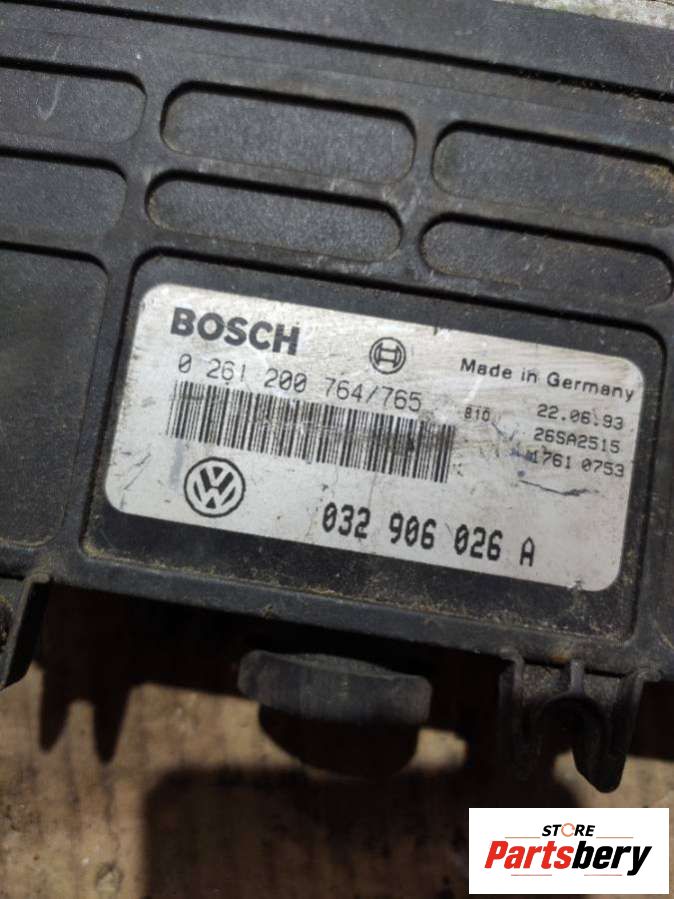 BOSCH
Made in Germany
0 261 200 764/765
810 22.06.93
26SA2515
1761 0753
032 906 026 A
STORE
Partsbery